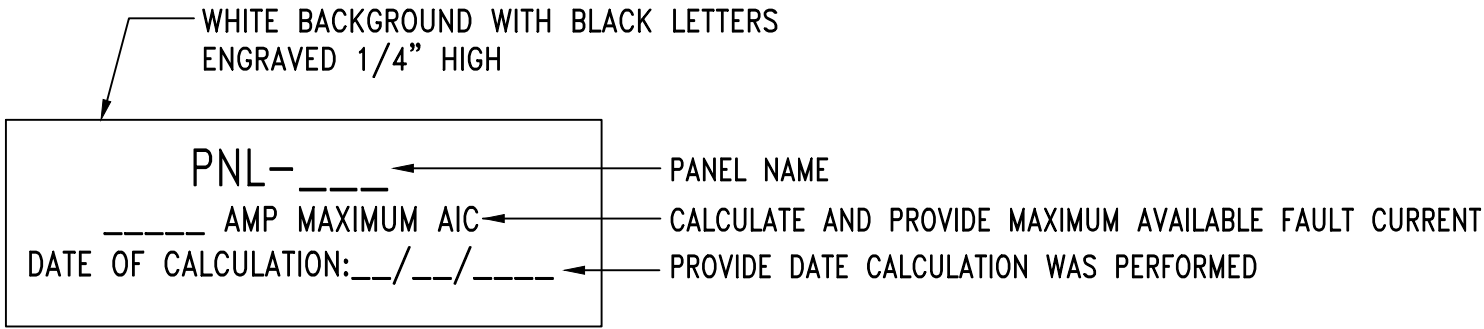 WHITE BACKGROUND WITH BLACK LETTERS
ENGRAVED 1/4” HIGH
PNL-___
PANEL NAME
_____ AMP MAXIMUM AIC
CALCULATE AND PROVIDE MAXIMUM AVAILABLE FAULT CURRENT
DATE OF CALCULATION:__/__/____
PROVIDE DATE CALCULATION WAS PERFORMED